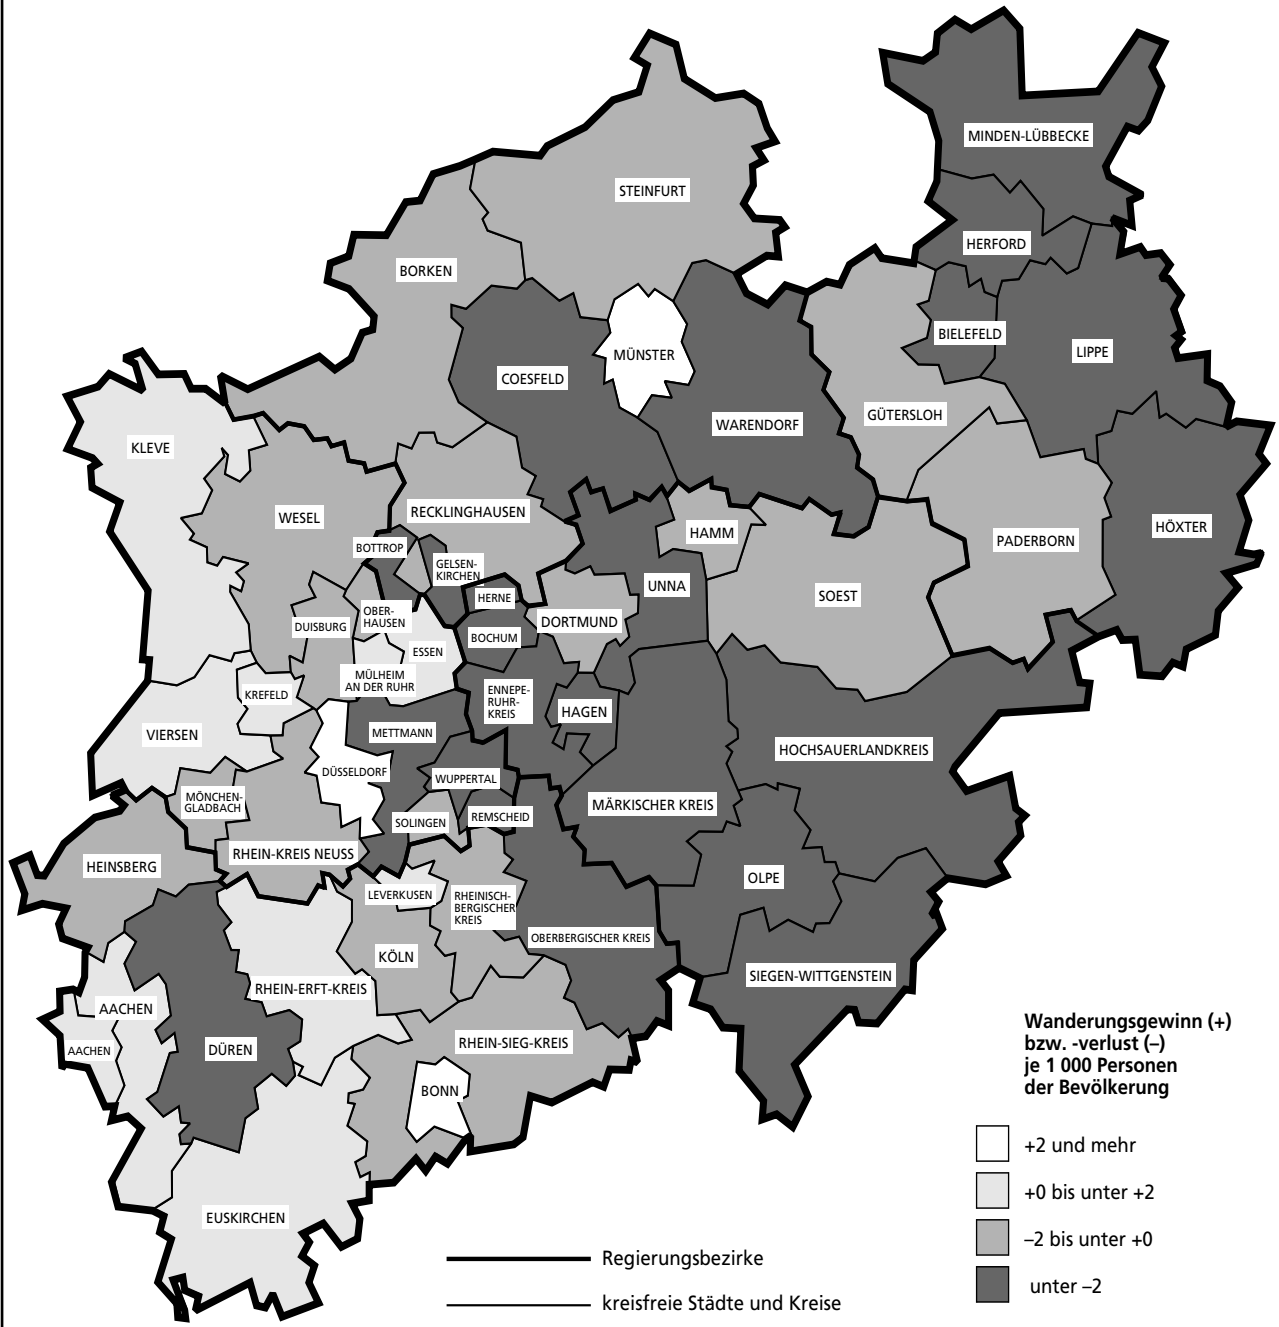 MINDEN-LÜBBECKE
STEINFURT
HERFORD
BORKEN
BIELEFELD
LIPPE
MÜNSTER
COESFELD
GÜTERSLOH
WARENDORF
KLEVE
RECKLINGHAUSEN
WESEL
HÖXTER
HAMM
PADERBORN
BOTTROP
GELSEN-
KIRCHEN
UNNA
SOEST
HERNE
OBER-
HAUSEN
DUISBURG
DORTMUND
BOCHUM
ESSEN
MÜLHEIM
AN DER RUHR
KREFELD
ENNEPE-
RUHR-
KREIS
HAGEN
VIERSEN
METTMANN
HOCHSAUERLANDKREIS
DÜSSELDORF
WUPPERTAL
MÖNCHEN-
GLADBACH
MÄRKISCHER KREIS
SOLINGEN
REMSCHEID
RHEIN-KREIS NEUSS
HEINSBERG
OLPE
LEVERKUSEN
RHEINISCH-
BERGISCHER
KREIS
OBERBERGISCHER KREIS
KÖLN
SIEGEN-WITTGENSTEIN
RHEIN-ERFT-KREIS
AACHEN
AACHEN
DÜREN
RHEIN-SIEG-KREIS
BONN
EUSKIRCHEN
Wanderungsgewinn (+)
bzw. -verlust (–)
je 1 000 Personen
der Bevölkerung
+2 und mehr
+0 bis unter +2
–2 bis unter +0
unter –2
Regierungsbezirke
kreisfreie Städte und Kreise